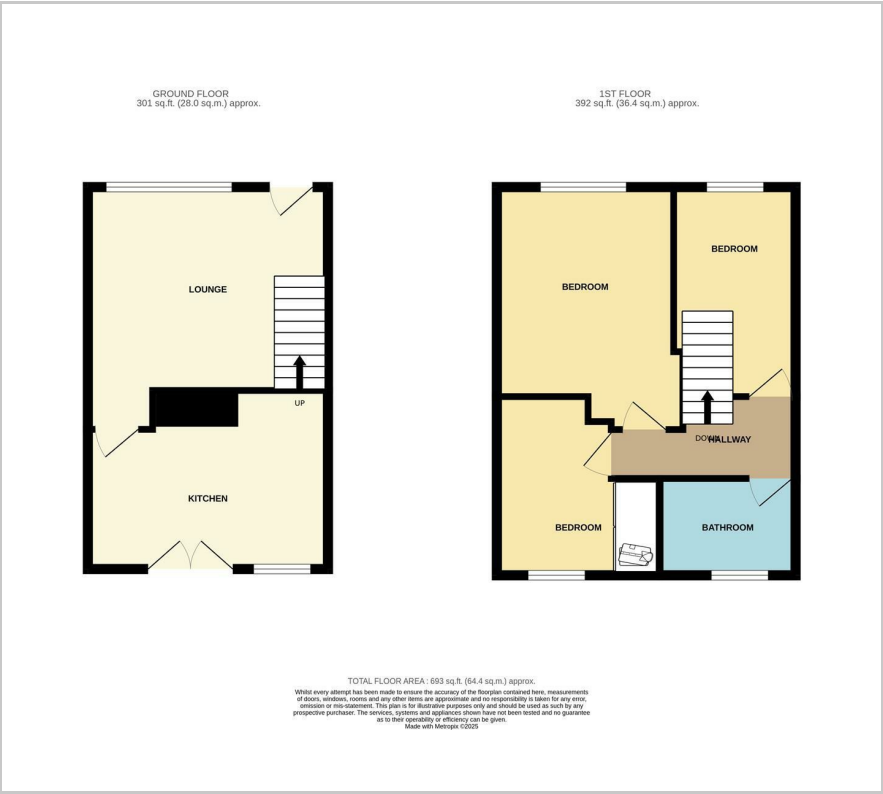 GROUND FLOOR
301 sq.ft. (28.0 sq.m.) approx.
LOUNGE
UP
KITCHEN
1ST FLOOR
392 sq.ft. (36.4 sq.m.) approx.
BEDROOM
BEDROOM
HALLWAY
BEDROOM
BATHROOM
TOTAL FLOOR AREA : 693 sq.ft. (64.4 sq.m.) approx.
Whilst every attempt has been made to ensure the accuracy of the floorplan contained here, measurements
of doors, windows, rooms and any other items are approximate and no responsibility is taken for any error,
omission or mis-statement. This plan is for illustrative purposes only and should be used as such by any
prospective purchaser. The services, systems and appliances shown have not been tested and no guarantee
as to their operability or efficiency can be given.
Made with Metropix ©2025